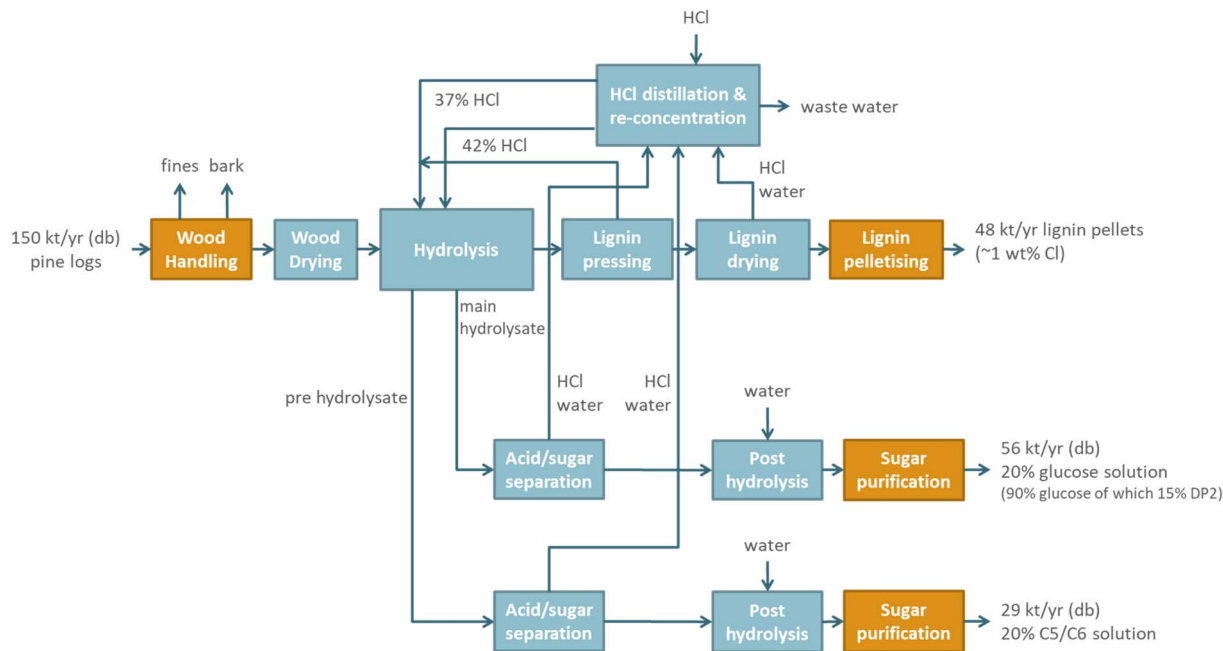 HCl
HCl distillation &
re-concentration
waste water
37% HCl
42% HCl
HCl
water
fines bark
150 kt/yr (db)
pine logs
Wood
Handling
Wood
Drying
Hydrolysis
Lignin
pressing
Lignin
drying
Lignin
pelletising
48 kt/yr lignin pellets
(~1 wt% Cl)
main
hydrolysate
pre hydrolysate
HCl
water
HCl
water
water
Acid/sugar
separation
Post
hydrolysis
Sugar
purification
56 kt/yr (db)
20% glucose solution
(90% glucose of which 15% DP2)
water
Acid/sugar
separation
Post
hydrolysis
Sugar
purification
29 kt/yr (db)
20% C5/C6 solution